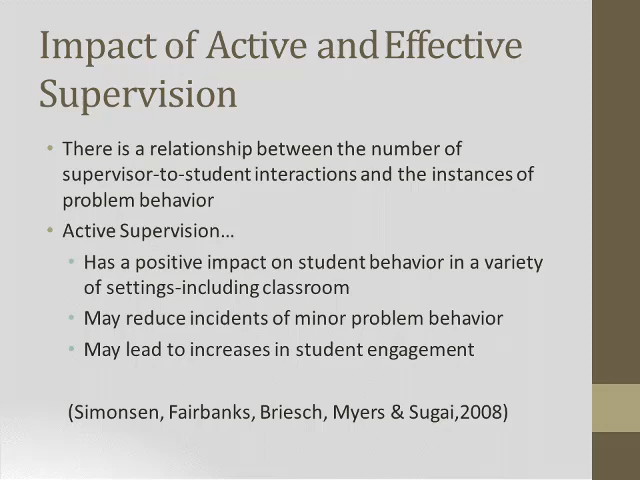 Impact of Active and Effective
Supervision
• There is a relationship between the number of
supervisor-to-student interactions and the instances of
problem behavior
• Active Supervision…
• Has a positive impact on student behavior in a variety
of settings-including classroom
• May reduce incidents of minor problem behavior
• May lead to increases in student engagement
(Simonsen, Fairbanks, Briesch, Myers & Sugai,2008)